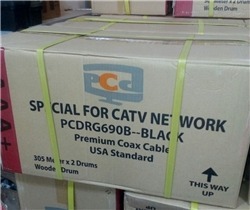 PCd
SPECIAL FOR CATV NETWORK
PCDRG690B--BLACK
Premium Coax Cable
USA Standard
305 Meter x 2 Drums
Wooden Drum
THIS WAY
UP